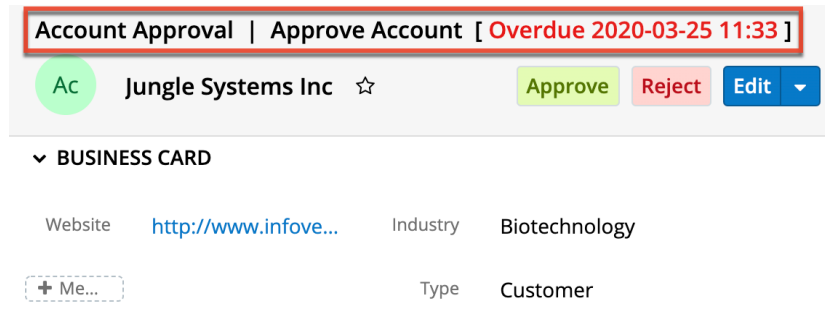 Account Approval | Approve Account [ Overdue 2020-03-25 11:33 ]
Ac Jungle Systems Inc Approve Reject Edit
BUSINESS CARD
Website http://www.infove... Industry Biotechnology
+ Me... Type Customer